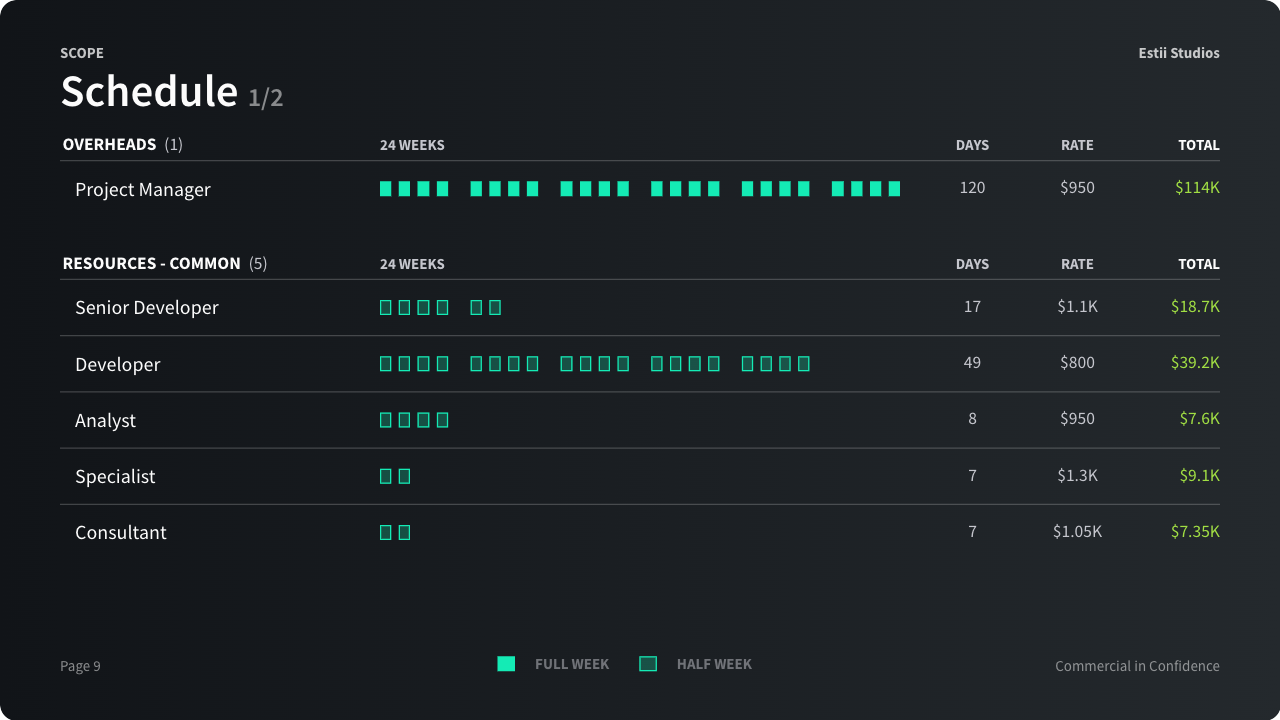 SCOPE
Estii Studios
Schedule 1/2
OVERHEADS (1) 24 WEEKS DAYS RATE TOTAL
Project Manager 120 $950 $114K
RESOURCES - COMMON (5) 24 WEEKS DAYS RATE TOTAL
Senior Developer 17 $1.1K $18.7K
Developer 49 $800 $39.2K
Analyst 8 $950 $7.6K
Specialist 7 $1.3K $9.1K
Consultant 7 $1.05K $7.35K
Page 9 FULL WEEK HALF WEEK Commercial in Confidence